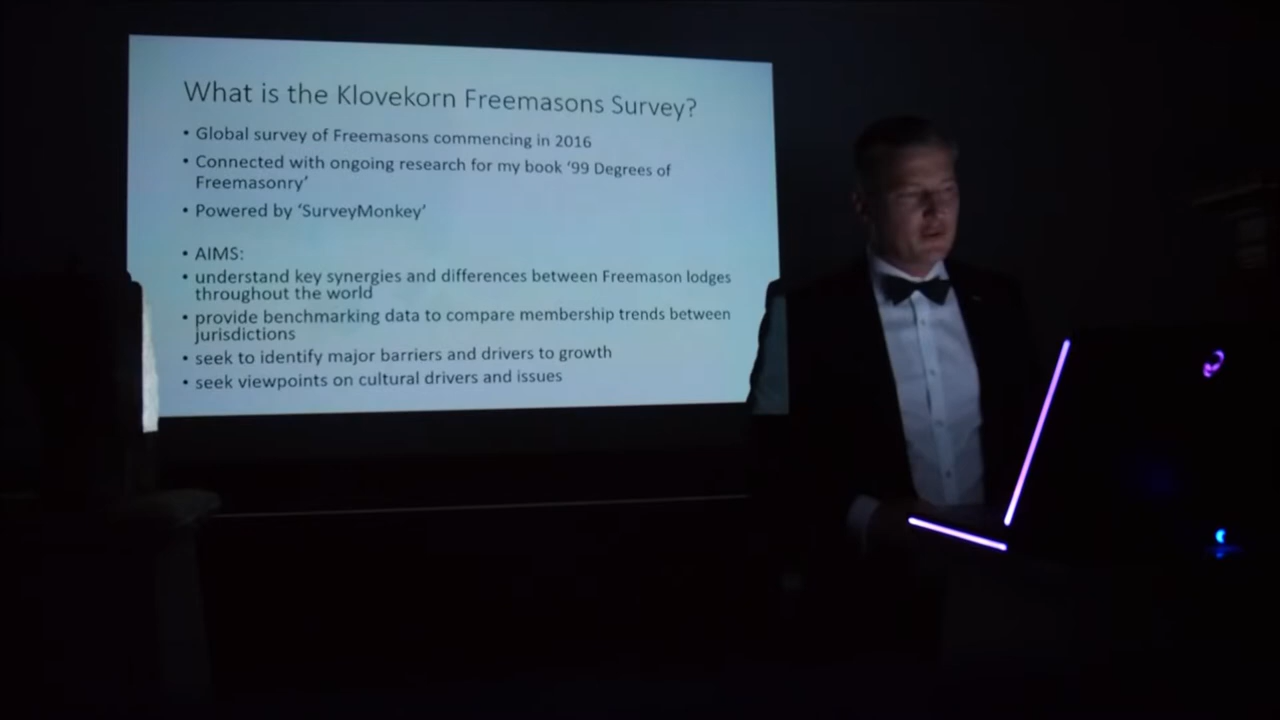 What is the Klovekorn Freemasons Survey?
• Global survey of Freemasons commencing in 2016
• Connected with ongoing research for my book ‘99 Degrees of
Freemasonry’
• Powered by ‘SurveyMonkey’
• AIMS:
• understand key synergies and differences between Freemason lodges
throughout the world
• provide benchmarking data to compare membership trends between
jurisdictions
• seek to identify major barriers and drivers to growth
• seek viewpoints on cultural drivers and issues